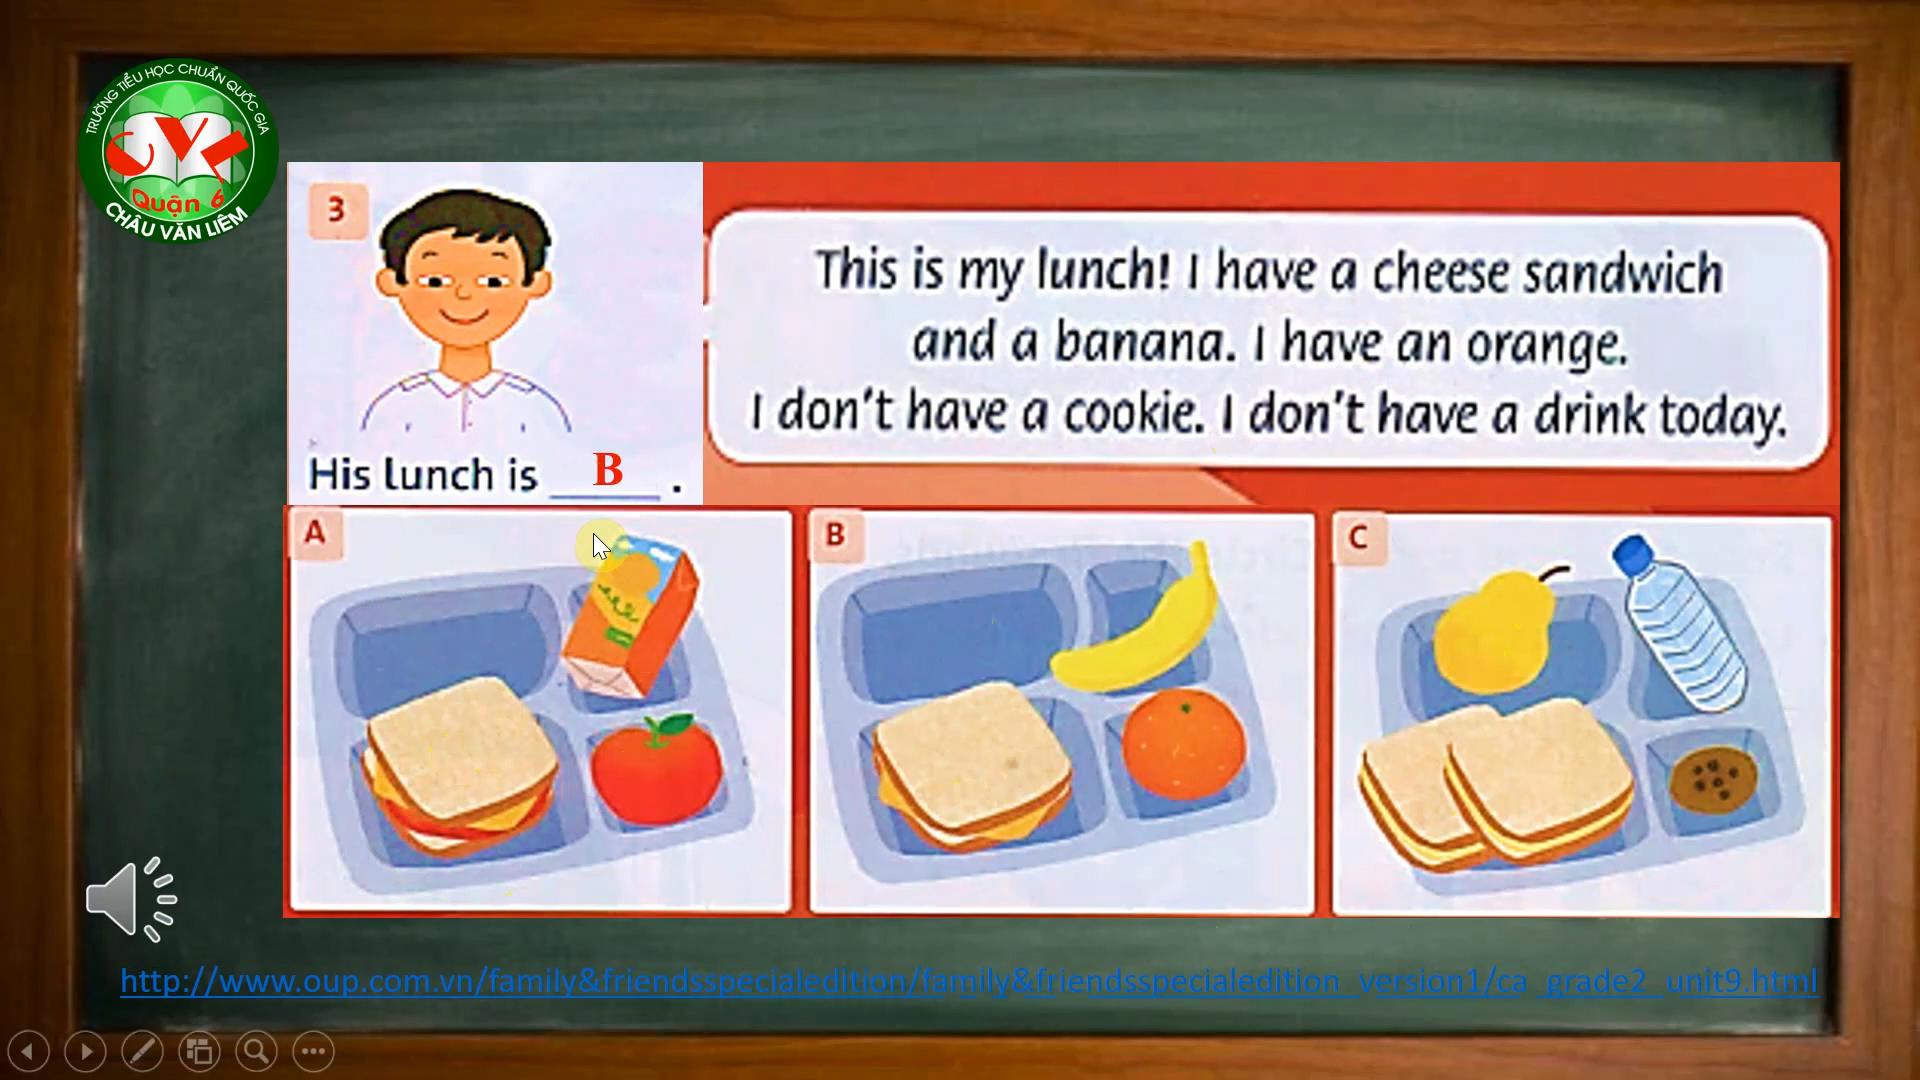 TRƯỜNG TIỂU HỌC CHUẨN QUỐC GIA
CVL
Quận 6
CHÂU VĂN LIÊM
3
This is my lunch! I have a cheese sandwich
and a banana. I have an orange.
I don't have a cookie. I don't have a drink today.
His lunch is B .
A
B
C
http://www.oup.com.vn/family&friendsspecialedition/family&friendsspecialedition_version1/ca_grade2_unit9.html